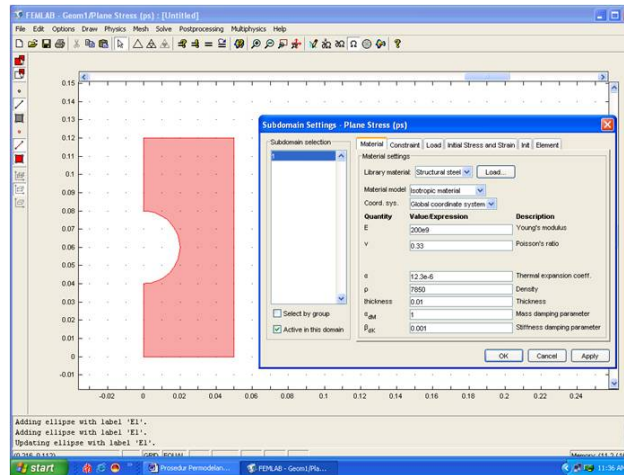 FEMLAB - Geom1/Plane Stress (ps) : [Untitled]
File Edit Options Draw Physics Mesh Solve Postprocessing Multiphysics Help
0.15
0.14
0.13
0.12
0.11
0.1
0.09
0.08
0.07
0.06
0.05
0.04
0.03
0.02
0.01
0
-0.01
-0.02 0 0.02 0.04 0.06 0.08 0.1 0.12 0.14 0.16 0.18 0.2 0.22 0.24 0.26
Subdomain Settings - Plane Stress (ps)
Subdomain selection
1
Select by group
Active in this domain
Material Constraint Load Initial Stress and Strain Init Element
Material settings
Library material: Structural steel Load...
Material model: Isotropic material
Coord. sys. Global coordinate system
Quantity Value/Expression Description
E 200e9 Young's modulus
ν 0.33 Poisson's ratio
α 12.3e-6 Thermal expansion coeff.
ρ 7850 Density
thickness 0.01 Thickness
αdM 1 Mass damping parameter
βdK 0.001 Stiffness damping parameter
OK Cancel Apply
Adding ellipse with label 'E1'.
Adding ellipse with label 'E1'.
Updating ellipse with label 'E1'.
start
Prosedur Permodelan...
FEMLAB - Geom1/Pla...
11:36 AM